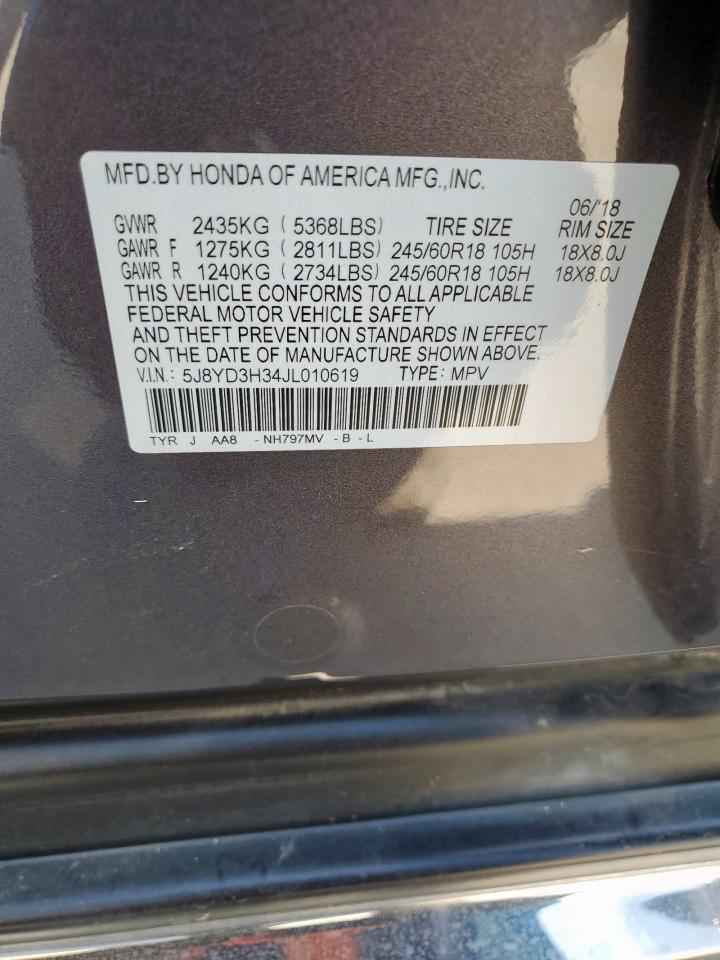 MFD.BY HONDA OF AMERICA MFG.,INC.
06/'18
GVWR 2435KG ( 5368LBS) TIRE SIZE RIM SIZE
GAWR F 1275KG ( 2811LBS) 245/60R18 105H 18X8.0J
GAWR R 1240KG ( 2734LBS) 245/60R18 105H 18X8.0J
THIS VEHICLE CONFORMS TO ALL APPLICABLE
FEDERAL MOTOR VEHICLE SAFETY
AND THEFT PREVENTION STANDARDS IN EFFECT
ON THE DATE OF MANUFACTURE SHOWN ABOVE.
V.I.N.: 5J8YD3H34JL010619 TYPE: MPV
TYR J AA8 - NH797MV - B - L